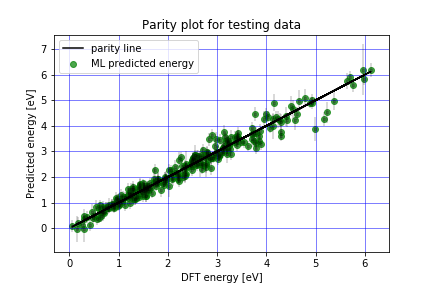 Parity plot for testing data
parity line
ML predicted energy
Predicted energy [eV]
7
6
5
4
3
2
1
0
0 1 2 3 4 5 6
DFT energy [eV]